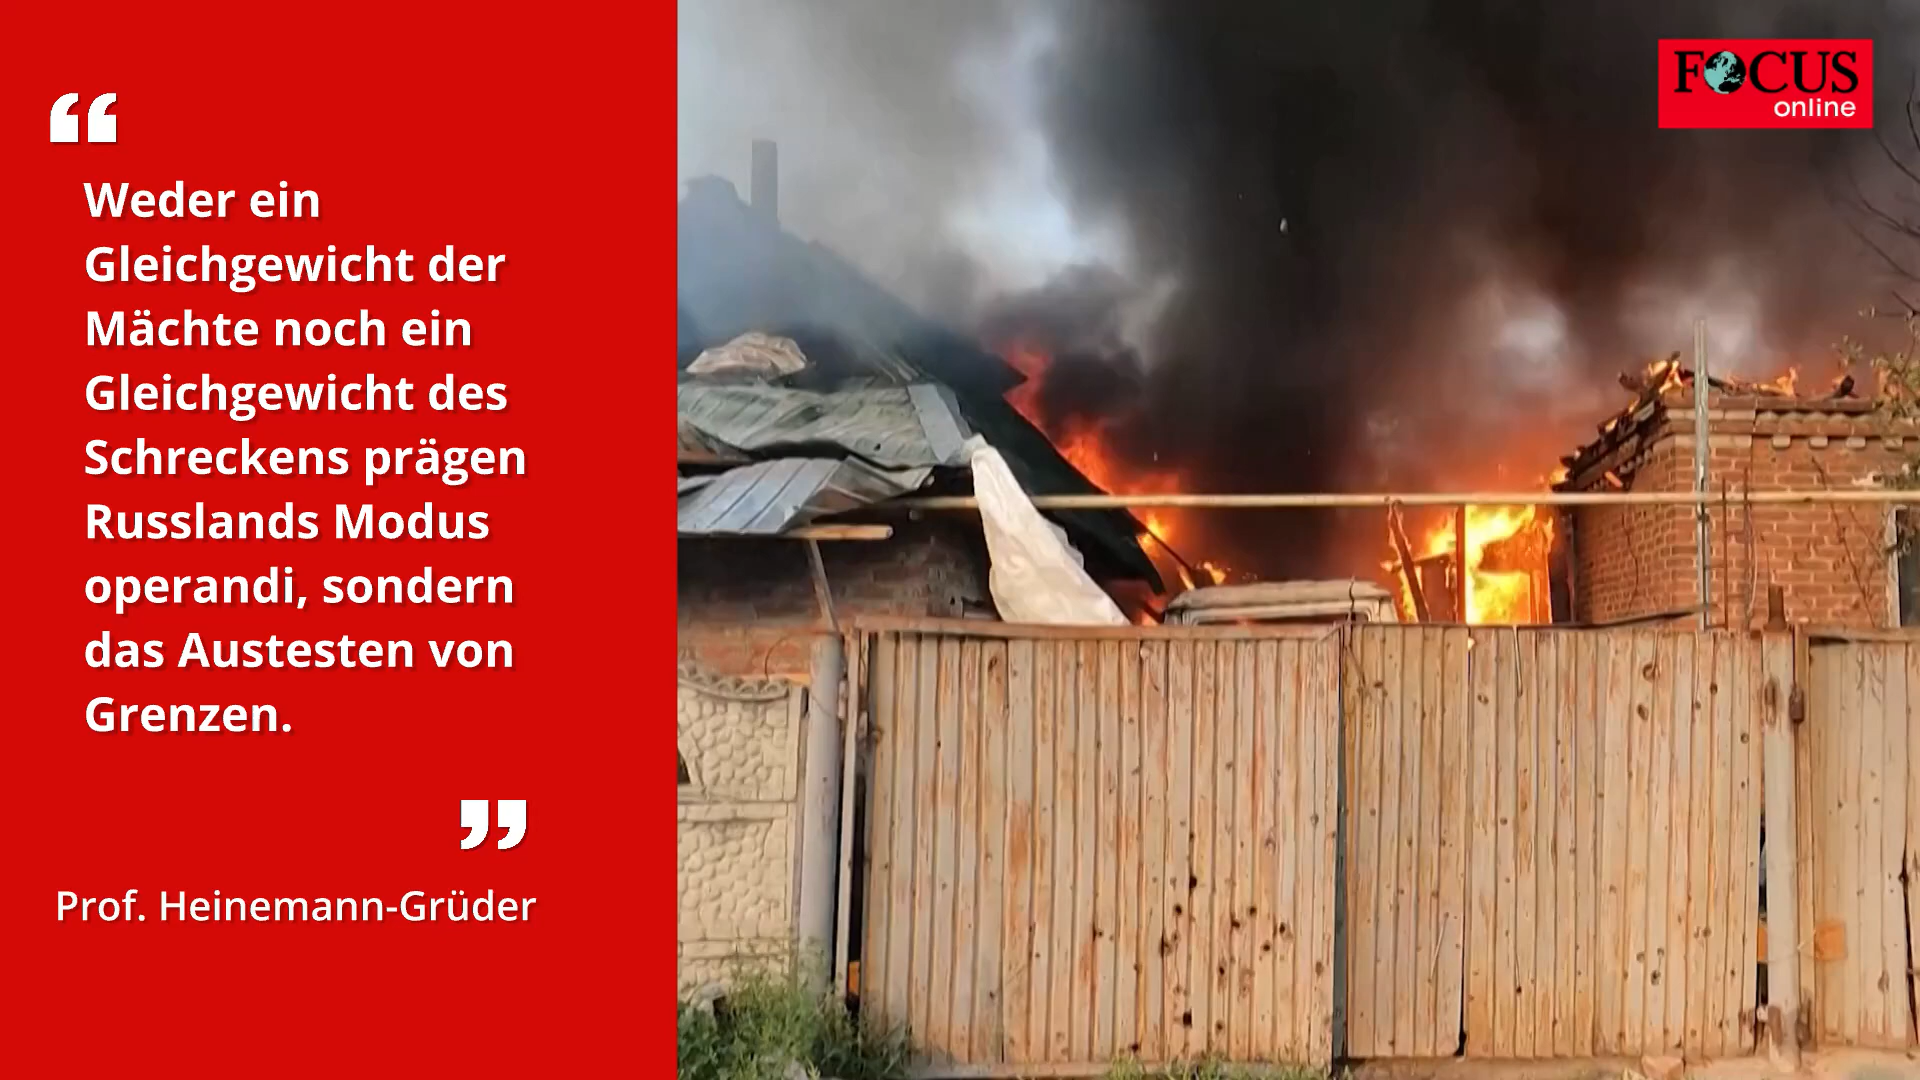 FOCUS
online
“
Weder ein
Gleichgewicht der
Mächte noch ein
Gleichgewicht des
Schreckens prägen
Russlands Modus
operandi, sondern
das Austesten von
Grenzen.
”
Prof. Heinemann-Grüder